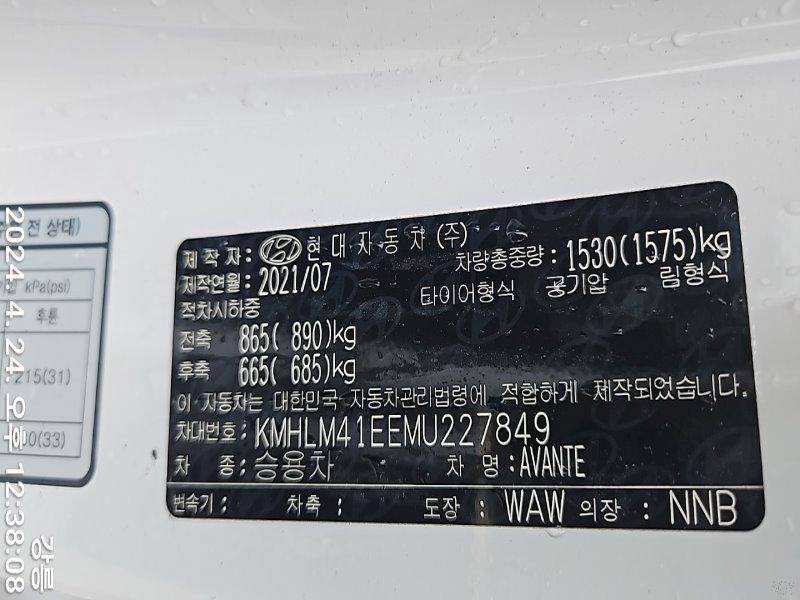 전 상태)
kPa(psi)
후륜
215(31)
0(33)
제 작 자 : 현대자동차(주)
차량총중량 : 1530(1575)kg
제작연월 : 2021/07
타이어형식 공기압 림형식
적차시하중
전축 865( 890)kg
후축 665( 685)kg
이 자동차는 대한민국 자동차관리법령에 적합하게 제작되었습니다.
차대번호 : KMHLM41EEMU227849
차 종 : 승용차 차 명 : AVANTE
변속기 : 차축 : 도장 : WAW 의장 : NNB
2024. 4. 24. 오후 12:38:08
강릉